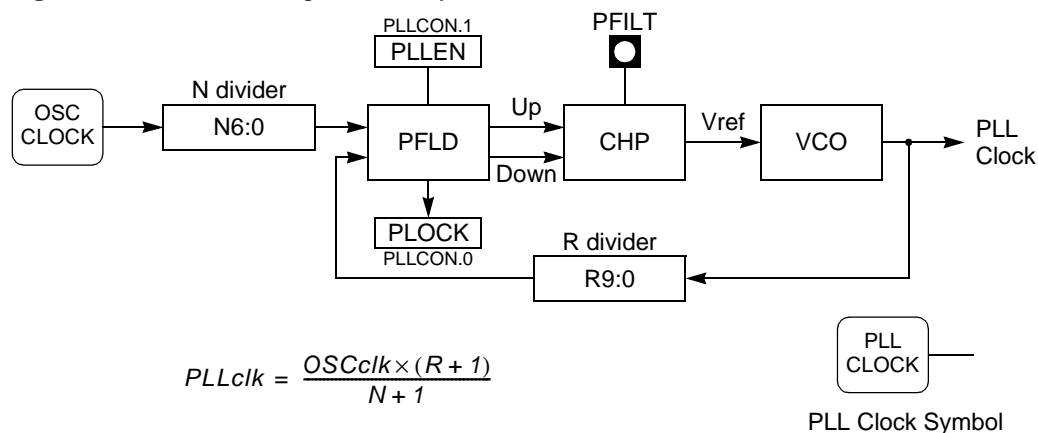 PLLCON.1
PLLEN
PFILT
OSC
CLOCK
N divider
N6:0
PFLD
Up
Down
CHP
Vref
VCO
PLL
Clock
PLOCK
PLLCON.0
R divider
R9:0
PLLclk = OSCclk × (R + 1)
N + 1
PLL
CLOCK
PLL Clock Symbol